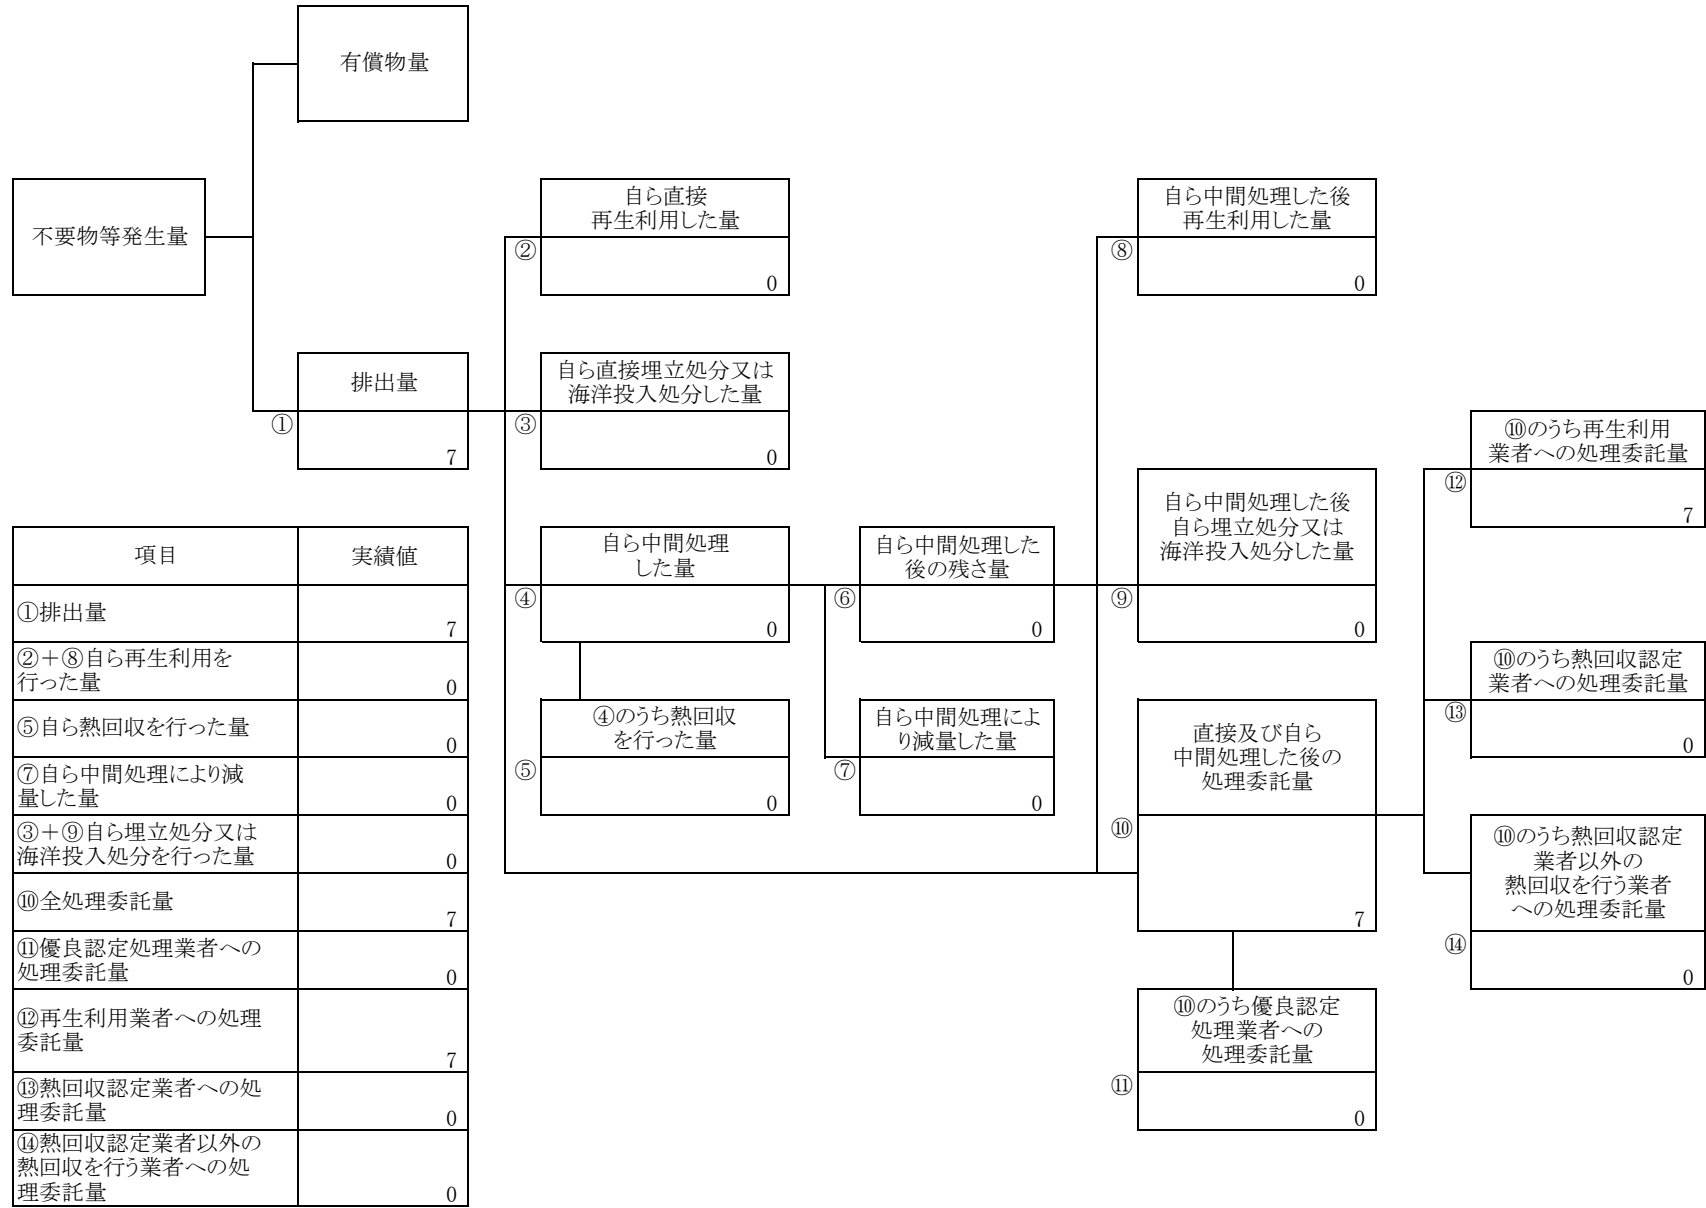 有償物量
不要物等発生量
自ら直接
再生利用した量
②
0
自ら中間処理した後
再生利用した量
⑧
0
排出量
①
7
自ら直接埋立処分又は
海洋投入処分した量
③
0
⑩のうち再生利用
業者への処理委託量
⑫
7
自ら中間処理した後
自ら埋立処分又は
海洋投入処分した量
⑨
0
自ら中間処理
した量
④
0
自ら中間処理した
後の残さ量
⑥
0
⑩のうち熱回収認定
業者への処理委託量
⑬
0
④のうち熱回収
を行った量
⑤
0
自ら中間処理によ
り減量した量
⑦
0
直接及び自ら
中間処理した後の
処理委託量
⑩
7
⑩のうち熱回収認定
業者以外の
熱回収を行う業者
への処理委託量
⑭
0
⑩のうち優良認定
処理業者への
処理委託量
⑪
0
項目 実績値
①排出量
7
②＋⑧自ら再生利用を
行った量
0
⑤自ら熱回収を行った量
0
⑦自ら中間処理により減
量した量
0
③＋⑨自ら埋立処分又は
海洋投入処分を行った量
0
⑩全処理委託量
7
⑪優良認定処理業者への
処理委託量
0
⑫再生利用業者への処理
委託量
7
⑬熱回収認定業者への処
理委託量
0
⑭熱回収認定業者以外の
熱回収を行う業者への処
理委託量
0